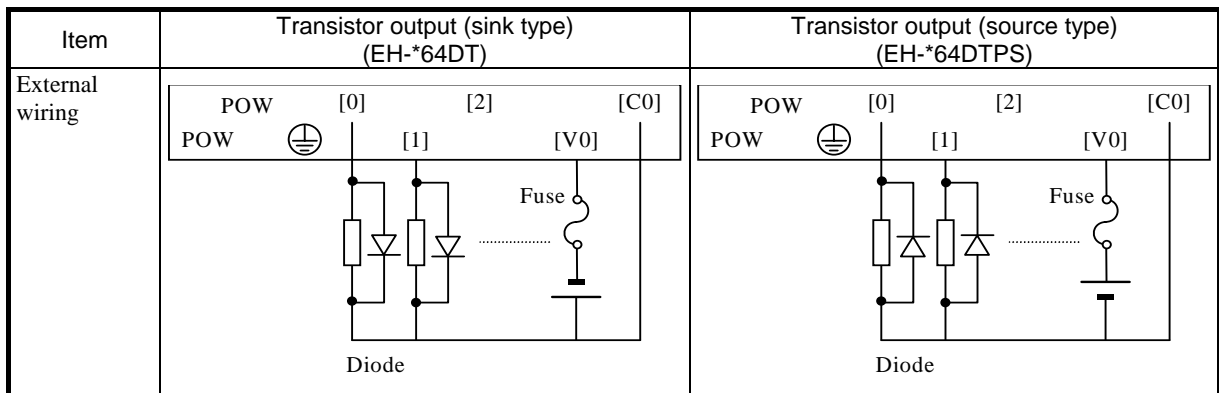 Item
Transistor output (sink type)
(EH-*64DT)
Transistor output (source type)
(EH-*64DTPS)
External
wiring
POW [0] [2] [C0]
POW [1] [V0]
Fuse
Diode
POW [0] [2] [C0]
POW [1] [V0]
Fuse
Diode